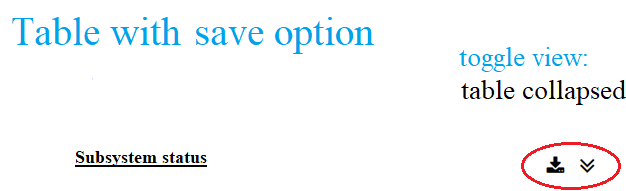 Table with save option
toggle view:
table collapsed
Subsystem status